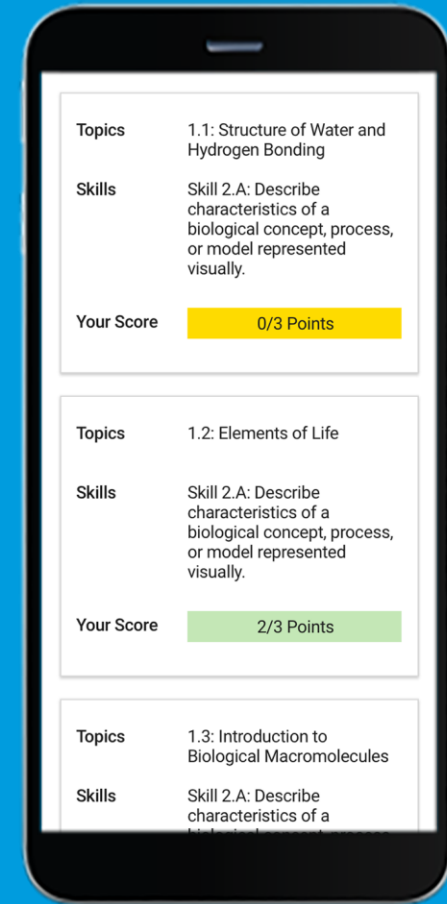 Topics 1.1: Structure of Water and
Hydrogen Bonding
Skills Skill 2.A: Describe
characteristics of a
biological concept, process,
or model represented
visually.
Your Score 0/3 Points
Topics 1.2: Elements of Life
Skills Skill 2.A: Describe
characteristics of a
biological concept, process,
or model represented
visually.
Your Score 2/3 Points
Topics 1.3: Introduction to
Biological Macromolecules
Skills Skill 2.A: Describe
characteristics of a